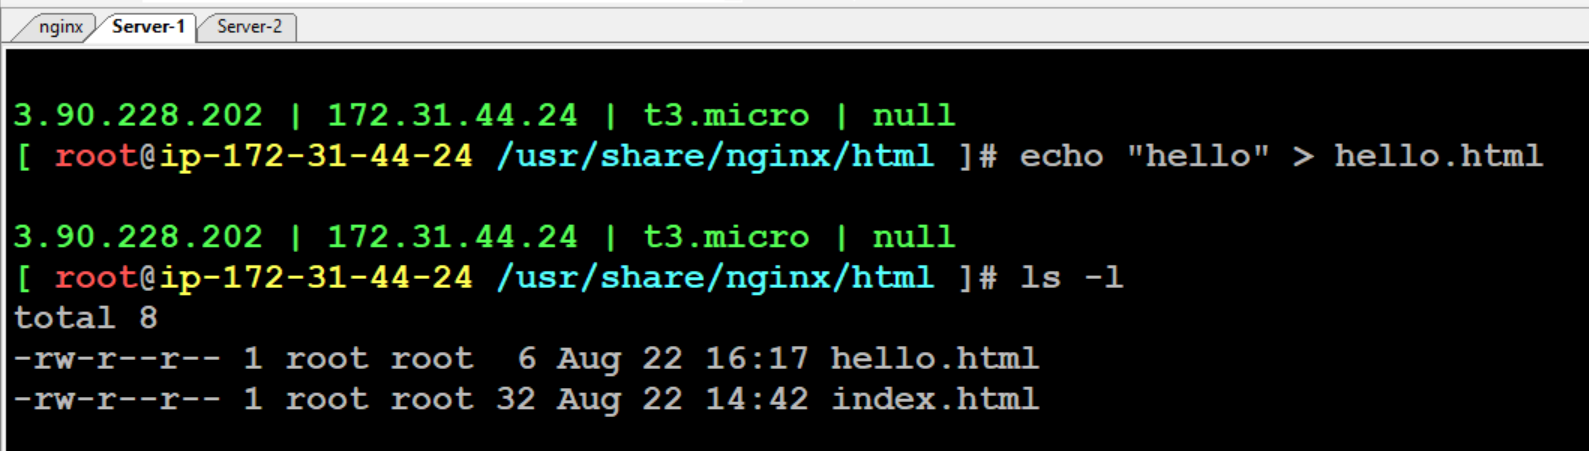 nginx Server-1 Server-2
3.90.228.202 | 172.31.44.24 | t3.micro | null
[ root@ip-172-31-44-24 /usr/share/nginx/html ]# echo "hello" > hello.html
3.90.228.202 | 172.31.44.24 | t3.micro | null
[ root@ip-172-31-44-24 /usr/share/nginx/html ]# ls -l
total 8
-rw-r--r-- 1 root root  6 Aug 22 16:17 hello.html
-rw-r--r-- 1 root root 32 Aug 22 14:42 index.html